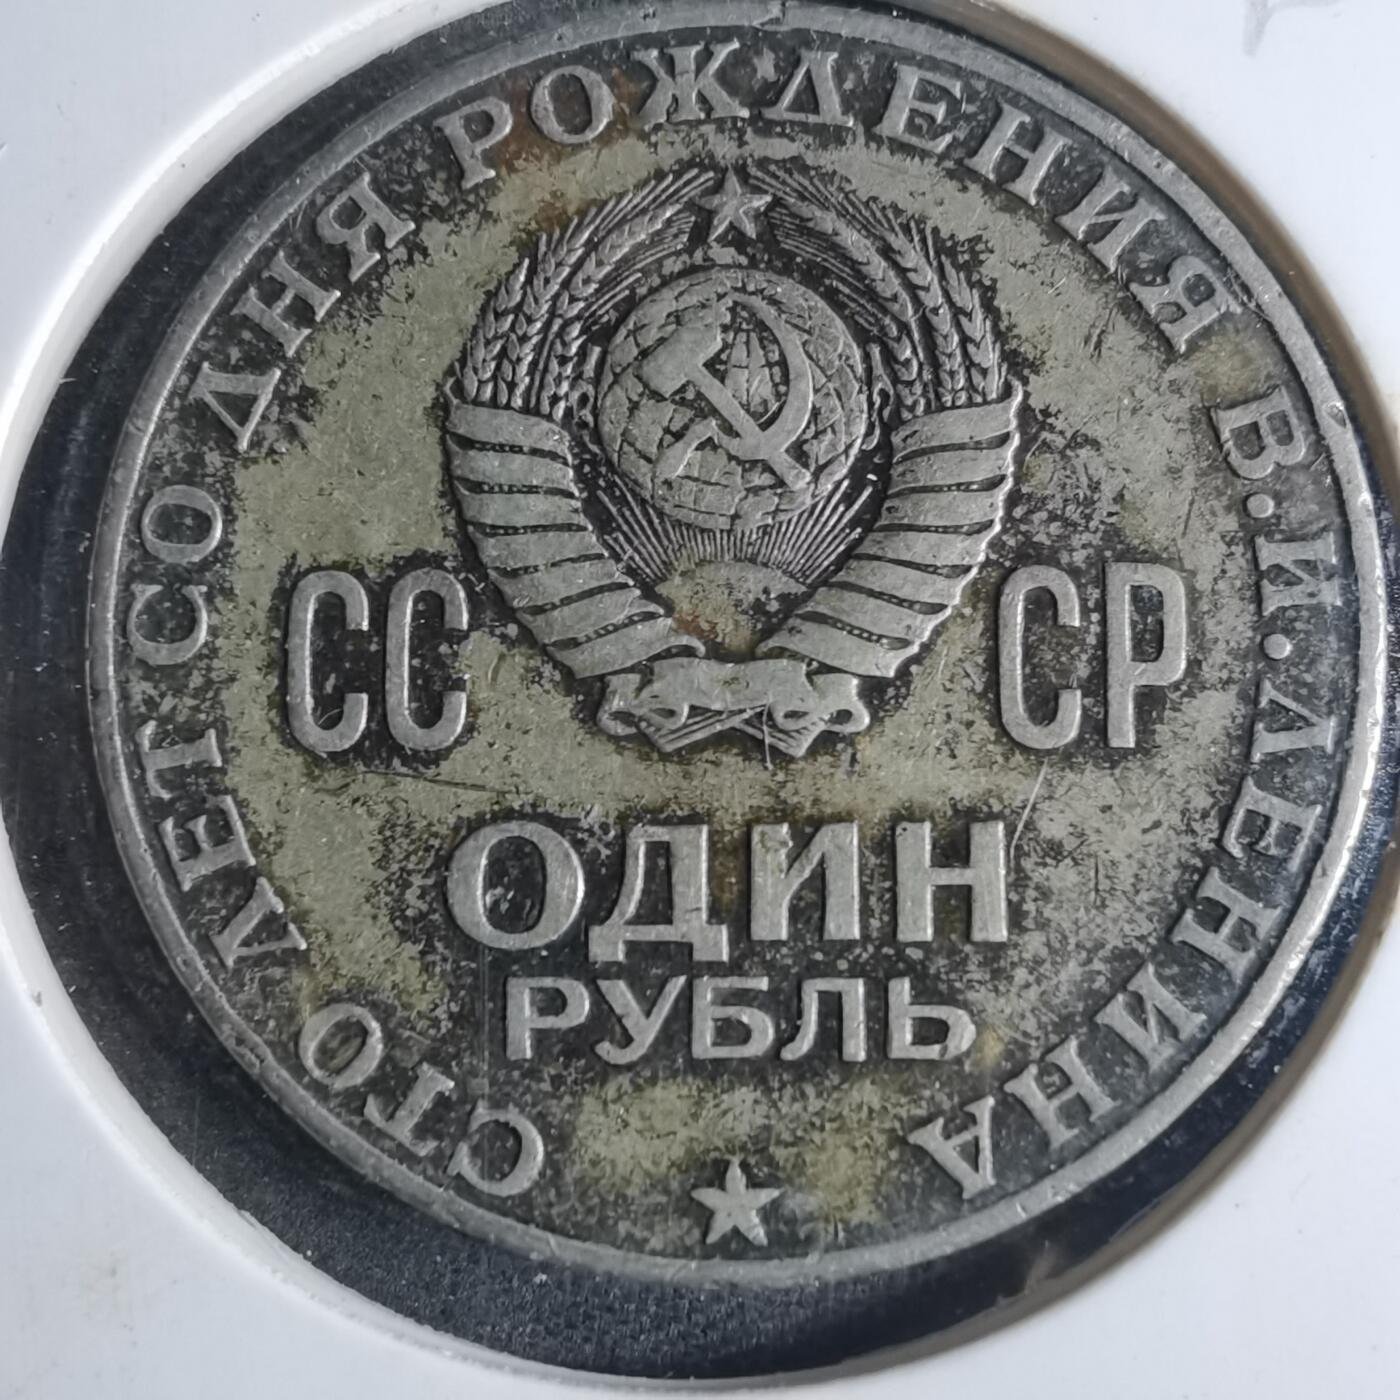 СТО ЛЕТ СО ДНЯ РОЖДЕНИЯ В.И.ЛЕНИНА
СС СР
ОДИН
РУБЛЬ